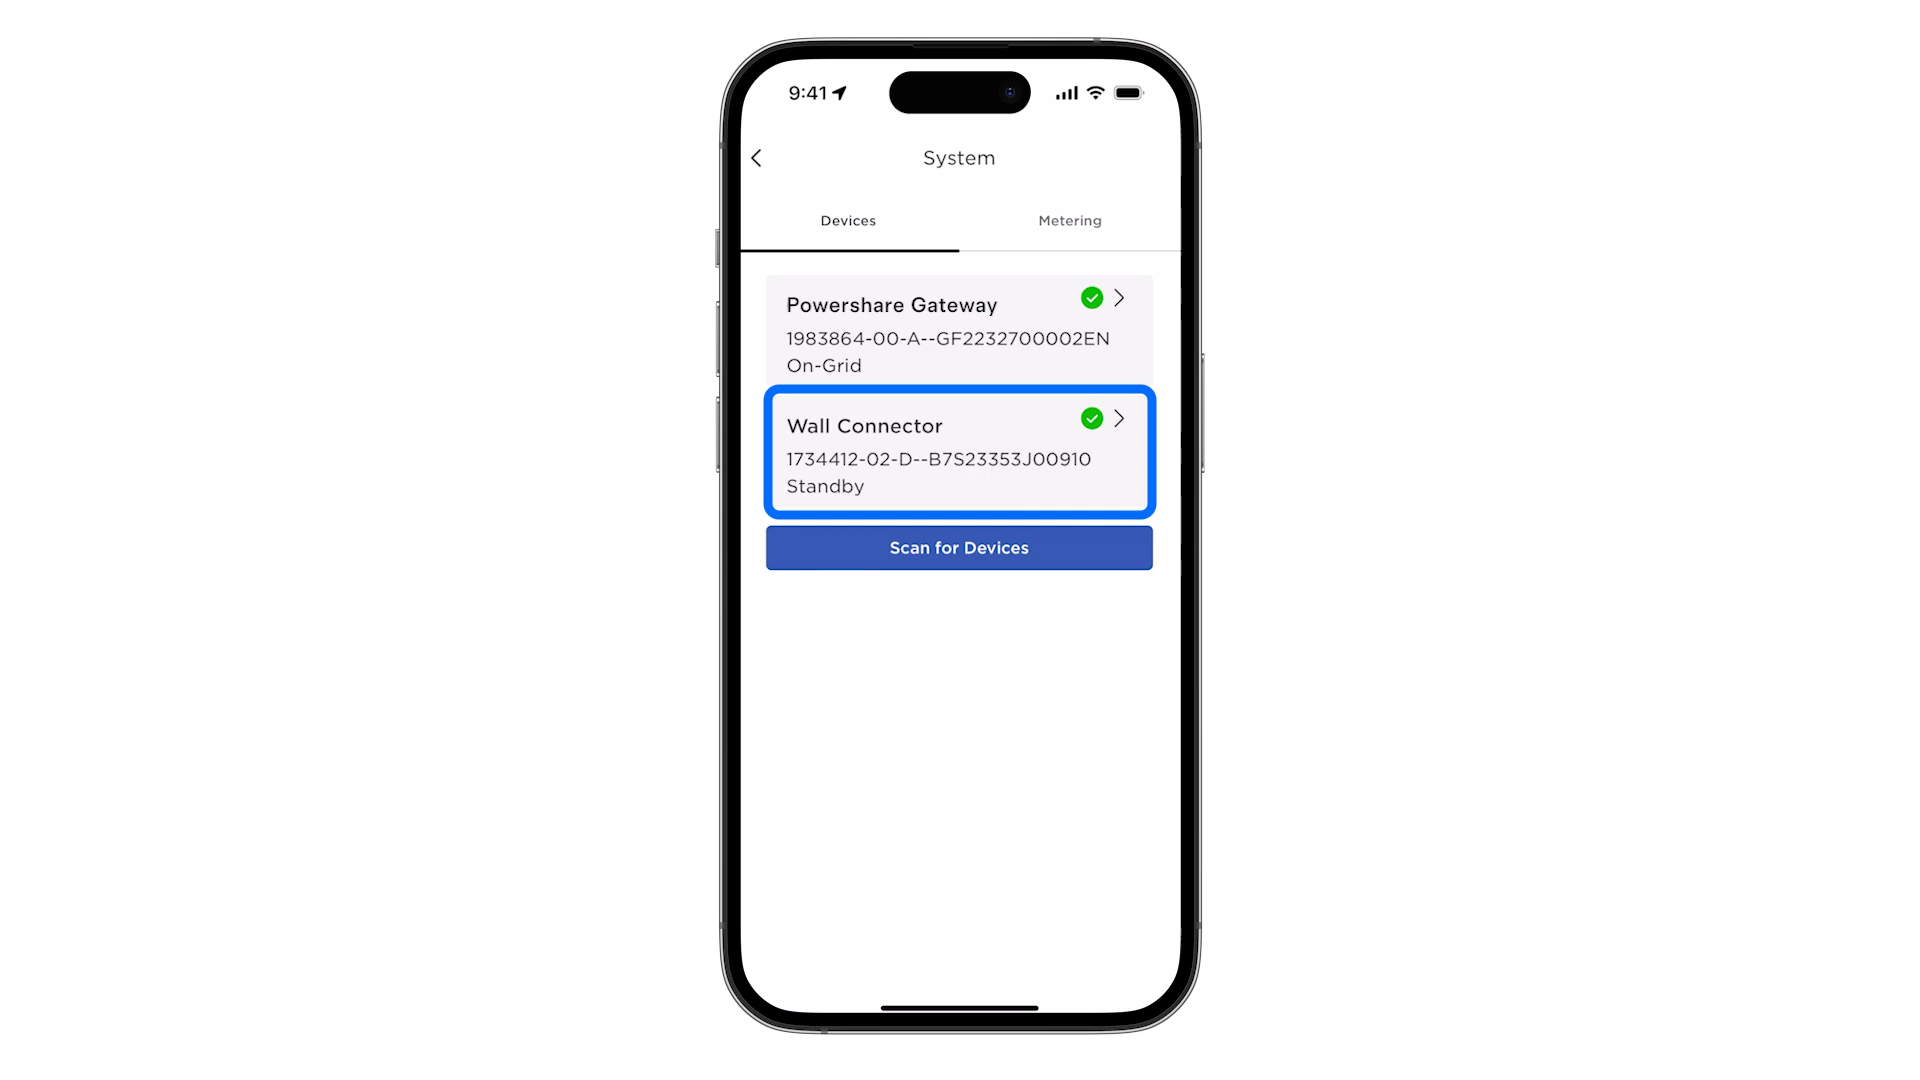 9:41
System
Devices
Metering
Powershare Gateway
1983864-00-A--GF2232700002EN
On-Grid
Wall Connector
1734412-02-D--B7S23353J00910
Standby
Scan for Devices